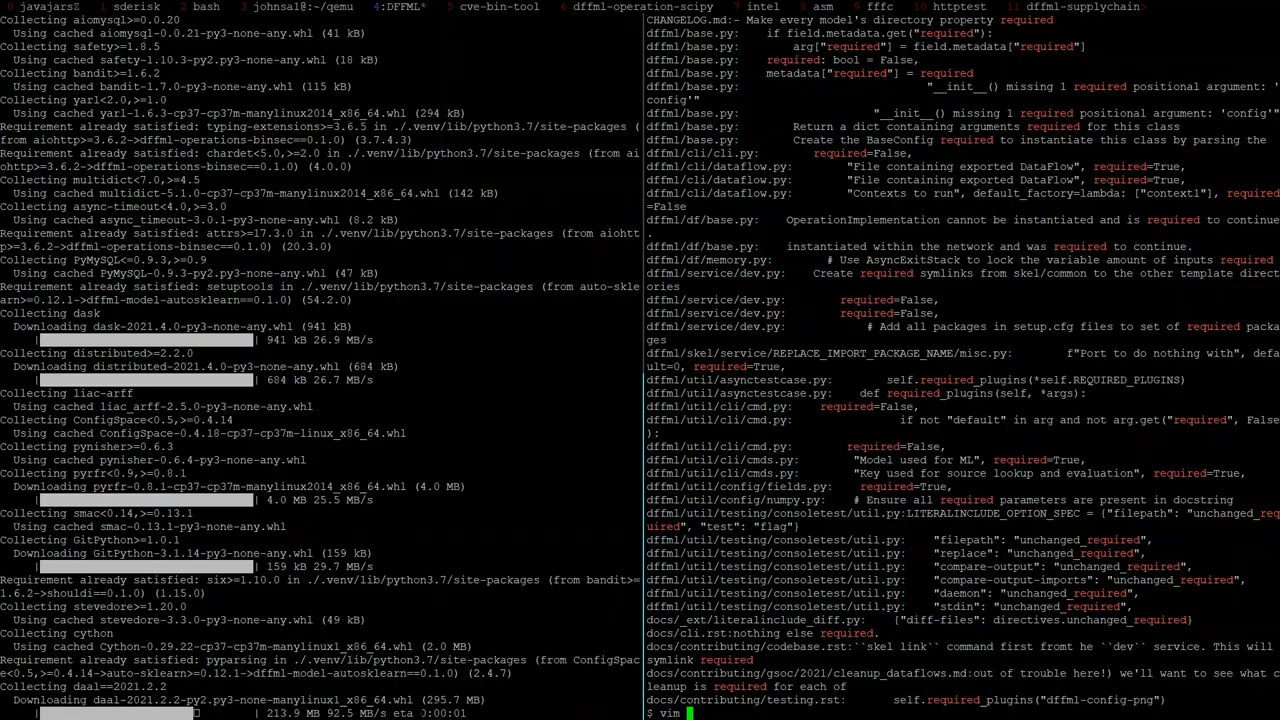 0 javajarsZ   1 sderisk   2 bash   3 johnsa1@:~/qemu   4:DFFML*   5 cve-bin-tool   6 dffml-operation-scipy   7 intel   8 asm   9 fffc   10 httptest   11 dffml-supplychain>
Collecting aiomysql>=0.0.20
  Using cached aiomysql-0.0.21-py3-none-any.whl (41 kB)
Collecting safety>=1.8.5
  Using cached safety-1.10.3-py2.py3-none-any.whl (18 kB)
Collecting bandit>=1.6.2
  Using cached bandit-1.7.0-py3-none-any.whl (115 kB)
Collecting yarl<2.0,>=1.0
  Using cached yarl-1.6.3-cp37-cp37m-manylinux2014_x86_64.whl (294 kB)
Requirement already satisfied: typing-extensions>=3.6.5 in ./.venv/lib/python3.7/site-packages (
from aiohttp>=3.6.2->dffml-operations-binsec==0.1.0) (3.7.4.3)
Requirement already satisfied: chardet<5.0,>=2.0 in ./.venv/lib/python3.7/site-packages (from aio
http>=3.6.2->dffml-operations-binsec==0.1.0) (4.0.0)
Collecting multidict<7.0,>=4.5
  Using cached multidict-5.1.0-cp37-cp37m-manylinux2014_x86_64.whl (142 kB)
Collecting async-timeout<4.0,>=3.0
  Using cached async_timeout-3.0.1-py3-none-any.whl (8.2 kB)
Requirement already satisfied: attrs>=17.3.0 in ./.venv/lib/python3.7/site-packages (from aiohtt
p>=3.6.2->dffml-operations-binsec==0.1.0) (20.3.0)
Collecting PyMySQL<=0.9.3,>=0.9
  Using cached PyMySQL-0.9.3-py2.py3-none-any.whl (47 kB)
Requirement already satisfied: setuptools in ./.venv/lib/python3.7/site-packages (from auto-skle
arn>=0.12.1->dffml-model-autosklearn==0.1.0) (54.2.0)
Collecting dask
  Downloading dask-2021.4.0-py3-none-any.whl (941 kB)
     | | 941 kB 26.9 MB/s
Collecting distributed>=2.2.0
  Downloading distributed-2021.4.0-py3-none-any.whl (684 kB)
     | | 684 kB 26.7 MB/s
Collecting liac-arff
  Using cached liac_arff-2.5.0-py3-none-any.whl
Collecting ConfigSpace<0.5,>=0.4.14
  Using cached ConfigSpace-0.4.18-cp37-cp37m-linux_x86_64.whl
Collecting pynisher>=0.6.3
  Using cached pynisher-0.6.4-py3-none-any.whl
Collecting pyrfr<0.9,>=0.8.1
  Downloading pyrfr-0.8.1-cp37-cp37m-linux_x86_64.whl (4.0 MB)
     | | 4.0 MB 25.5 MB/s
Collecting smac<0.14,>=0.13.1
  Using cached smac-0.13.1-py3-none-any.whl
Collecting GitPython>=1.0.1
  Downloading GitPython-3.1.14-py3-none-any.whl (159 kB)
     | | 159 kB 29.7 MB/s
Requirement already satisfied: six>=1.10.0 in ./.venv/lib/python3.7/site-packages (from bandit>=
1.6.2->shouldi==0.1.0) (1.15.0)
Collecting stevedore>=1.20.0
  Using cached stevedore-3.3.0-py3-none-any.whl (49 kB)
Collecting cython
  Using cached Cython-0.29.22-cp37-cp37m-manylinux1_x86_64.whl (2.0 MB)
Requirement already satisfied: pyparsing in ./.venv/lib/python3.7/site-packages (from ConfigSpac
e<0.5,>=0.4.14->auto-sklearn>=0.12.1->dffml-model-autosklearn==0.1.0) (2.4.7)
Collecting daal==2021.2.2
  Downloading daal-2021.2.2-py2.py3-none-manylinux1_x86_64.whl (295.7 MB)
     | | 213.9 MB 92.5 MB/s eta 0:00:01
CHANGELOG.md:- Make every model's directory property required
dffml/base.py:    if field.metadata.get("required"):
dffml/base.py:        arg["required"] = field.metadata["required"]
dffml/base.py:    required: bool = False,
dffml/base.py:    metadata["required"] = required
dffml/base.py:                        "__init__() missing 1 required positional argument: '
config'"
dffml/base.py:                "__init__() missing 1 required positional argument: 'config'"
dffml/base.py:        Return a dict containing arguments required for this class
dffml/base.py:        Create the BaseConfig required to instantiate this class by parsing the
dffml/cli/cli.py:        required=False,
dffml/cli/dataflow.py:        "File containing exported DataFlow", required=True,
dffml/cli/dataflow.py:        "File containing exported DataFlow", required=True,
dffml/cli/dataflow.py:        "Contexts to run", default_factory=lambda: ["context1"], required
=False
dffml/df/base.py:    OperationImplementation cannot be instantiated and is required to continue
.
dffml/df/base.py:    instantiated within the network and was required to continue.
dffml/df/memory.py:        # Use AsyncExitStack to lock the variable amount of inputs required
dffml/service/dev.py:    Create required symlinks from skel/common to the other template direct
ories
dffml/service/dev.py:        required=False,
dffml/service/dev.py:        required=False,
dffml/service/dev.py:            # Add all packages in setup.cfg files to set of required packa
ges
dffml/skel/service/REPLACE_IMPORT_PACKAGE_NAME/misc.py:        f"Port to do nothing with", defa
ult=0, required=True,
dffml/util/asynctestcase.py:        self.required_plugins(*self.REQUIRED_PLUGINS)
dffml/util/asynctestcase.py:    def required_plugins(self, *args):
dffml/util/cli/cmd.py:    required=False,
dffml/util/cli/cmd.py:                if not "default" in arg and not arg.get("required", False
):
dffml/util/cli/cmd.py:        required=False,
dffml/util/cli/cmds.py:        "Model used for ML", required=True,
dffml/util/cli/cmds.py:        "Key used for source lookup and evaluation", required=True,
dffml/util/config/fields.py:    required=True,
dffml/util/config/numpy.py:    # Ensure all required parameters are present in docstring
dffml/util/testing/consoletest/util.py:LITERALINCLUDE_OPTION_SPEC = {"filepath": "unchanged_req
uired", "test": "flag"}
dffml/util/testing/consoletest/util.py:    "filepath": "unchanged_required",
dffml/util/testing/consoletest/util.py:    "replace": "unchanged_required",
dffml/util/testing/consoletest/util.py:    "compare-output": "unchanged_required",
dffml/util/testing/consoletest/util.py:    "compare-output-imports": "unchanged_required",
dffml/util/testing/consoletest/util.py:    "daemon": "unchanged_required",
dffml/util/testing/consoletest/util.py:    "stdin": "unchanged_required",
docs/_ext/literalinclude_diff.py:    {"diff-files": directives.unchanged_required}
docs/cli.rst:nothing else required.
docs/contributing/codebase.rst:``skel link`` command first fromt he ``dev`` service. This will
symlink required
docs/contributing/gsoc/2021/cleanup_dataflows.md:out of trouble here!) we'll want to see what c
leanup is required for each of
docs/contributing/testing.rst:        self.required_plugins("dffml-config-png")
$ vim